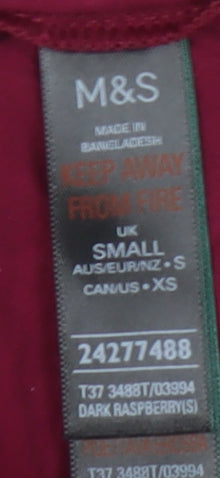 M&S
MADE IN
BANGLADESH
KEEP AWAY
FROM FIRE
UK
SMALL
AUS/EUR/NZ • S
CAN/US • XS
24277488
T37 3488T/03994
DARK RASPBERRY(S)
T37 3488T/03994